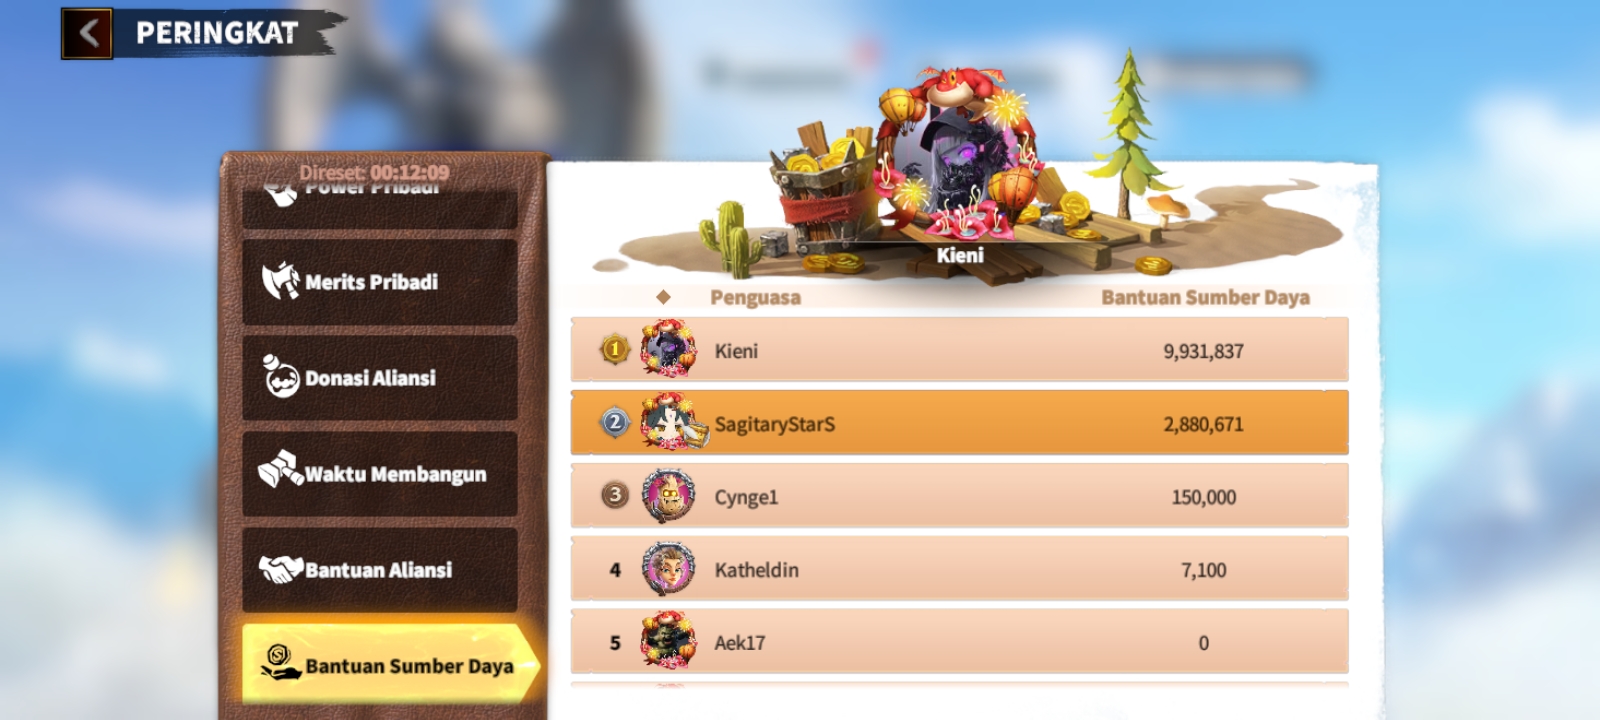 PERINGKAT
Direset: 00:12:09
Power Pribadi
Merits Pribadi
Donasi Aliansi
Waktu Membangun
Bantuan Aliansi
Bantuan Sumber Daya
Kieni
Penguasa Bantuan Sumber Daya
1 Kieni 9,931,837
2 SagitaryStarS 2,880,671
3 Cynge1 150,000
4 Katheldin 7,100
5 Aek17 0